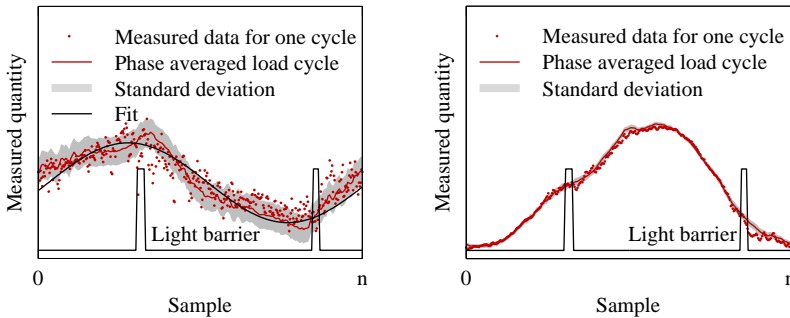 Measured quantity
Measured data for one cycle
Phase averaged load cycle
Standard deviation
Fit
Light barrier
0
n
Sample
Measured quantity
Measured data for one cycle
Phase averaged load cycle
Standard deviation
Light barrier
0
n
Sample